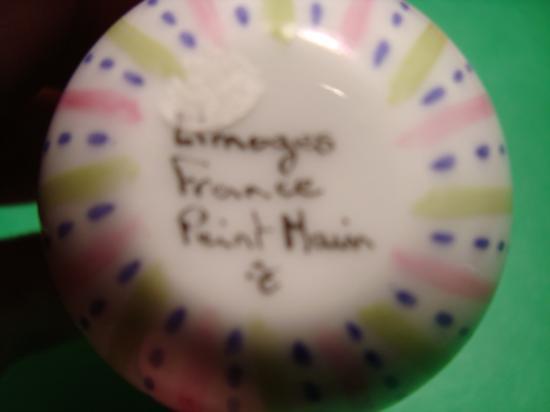 Limoges
France
Peint Main